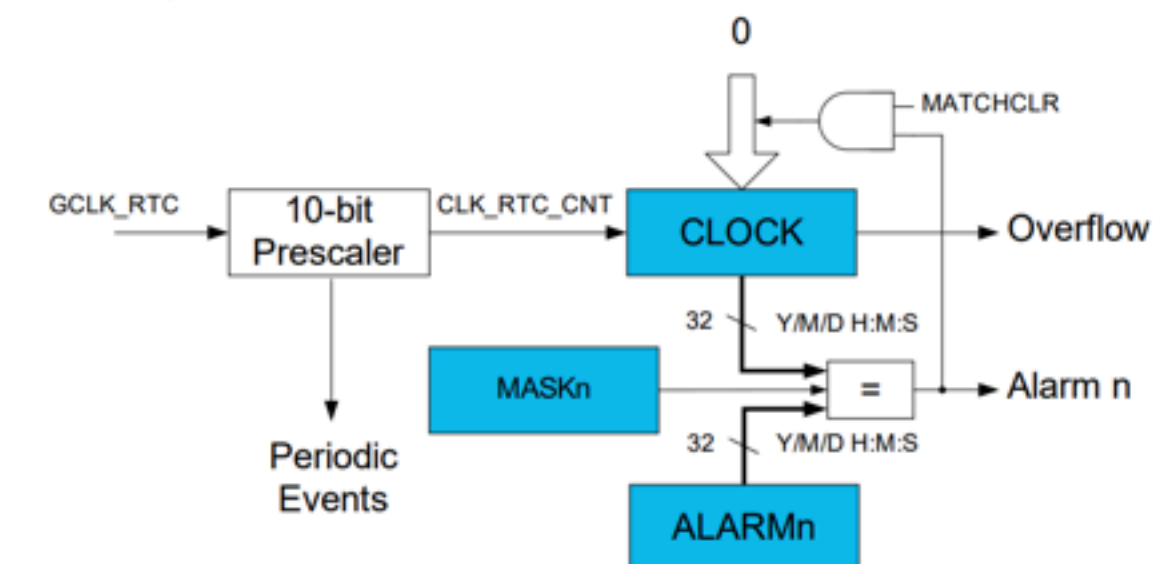 0
MATCHCLR
GCLK_RTC
10-bit
Prescaler
CLK_RTC_CNT
CLOCK
Overflow
32
Y/M/D H:M:S
MASKn
=
Alarm n
Periodic
Events
32
Y/M/D H:M:S
ALARMn